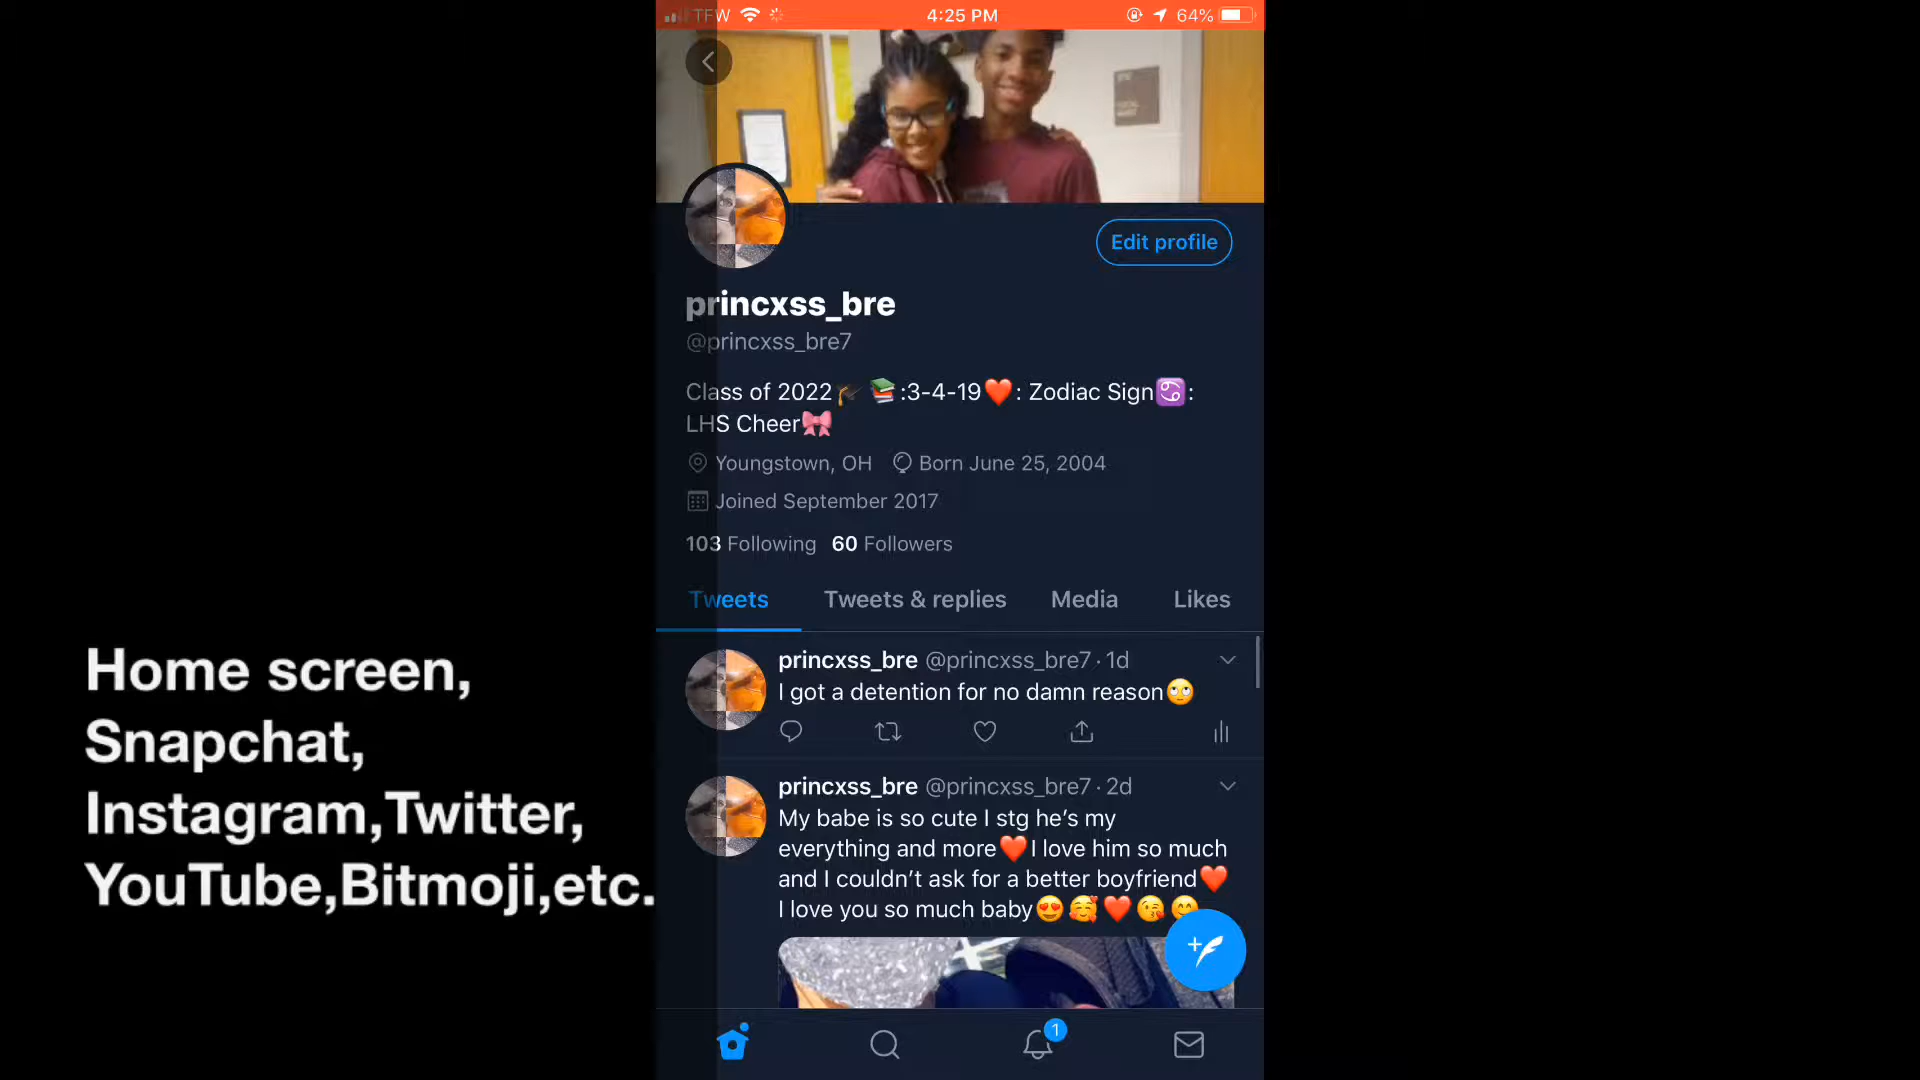 TFW 4:25 PM 64%
Edit profile
princxss_bre
@princxss_bre7
Class of 2022🎓 📚:3-4-19❤️: Zodiac Sign♋:
LHS Cheer🎀
Youngstown, OH Born June 25, 2004
Joined September 2017
103 Following 60 Followers
Tweets Tweets & replies Media Likes
princxss_bre @princxss_bre7 · 1d
I got a detention for no damn reason🙄
princxss_bre @princxss_bre7 · 2d
My babe is so cute I stg he’s my
everything and more❤️I love him so much
and I couldn’t ask for a better boyfriend❤️
I love you so much baby😍🥰❤️😘😊
1
Home screen,
Snapchat,
Instagram,Twitter,
YouTube,Bitmoji,etc.